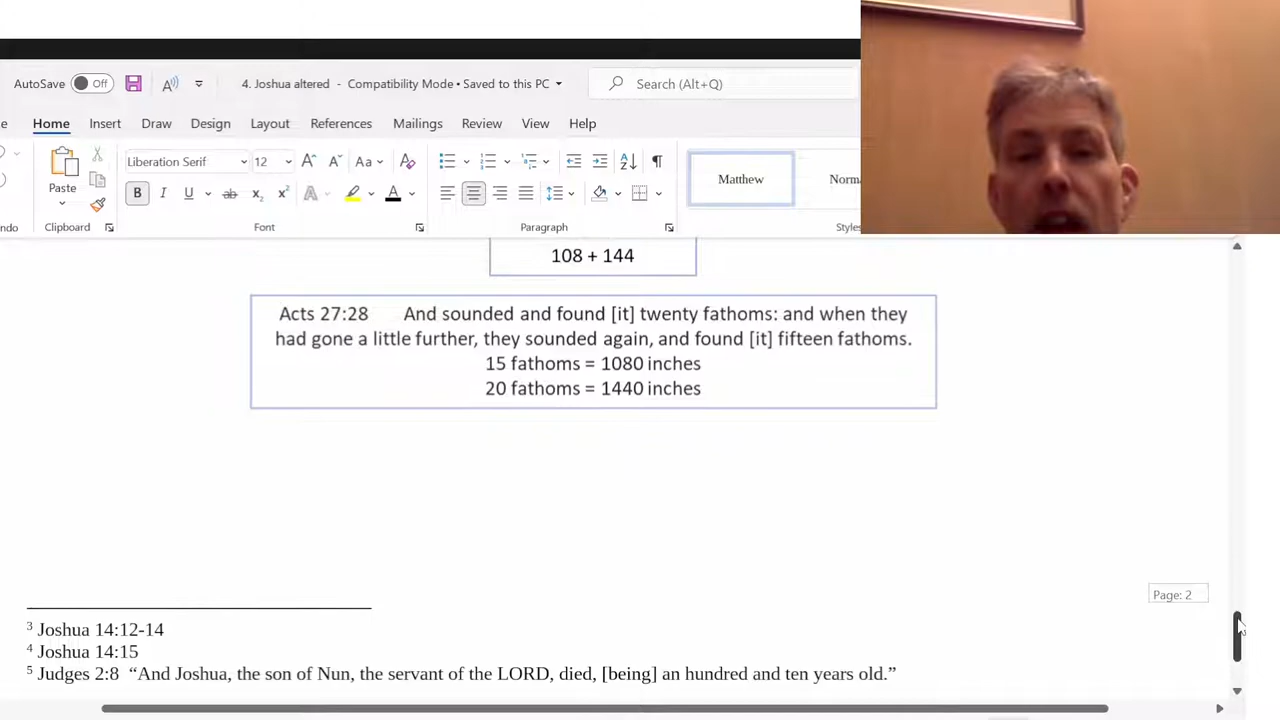 AutoSave Off 4. Joshua altered - Compatibility Mode • Saved to this PC Search (Alt+Q)
e Home Insert Draw Design Layout References Mailings Review View Help
Paste Liberation Serif 12 Matthew Norma
ndo Clipboard Font Paragraph Styles
108 + 144
Acts 27:28 And sounded and found [it] twenty fathoms: and when they
had gone a little further, they sounded again, and found [it] fifteen fathoms.
15 fathoms = 1080 inches
20 fathoms = 1440 inches
Page: 2
3 Joshua 14:12-14
4 Joshua 14:15
5 Judges 2:8 “And Joshua, the son of Nun, the servant of the LORD, died, [being] an hundred and ten years old.”